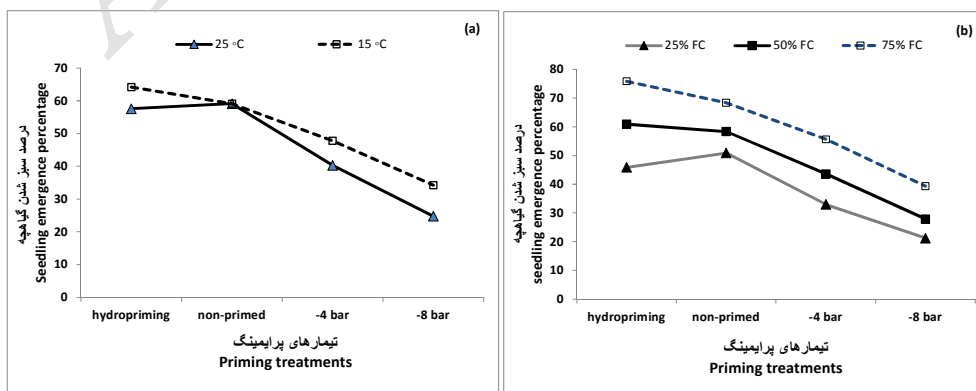 (a)
25 °C
15 °C
70
60
50
40
30
20
10
0
درصد سبز شدن گیاهچه
Seedling emergence percentage
hydropriming
non-primed
-4 bar
-8 bar
تیمارهای پرایمینگ
Priming treatments
(b)
25% FC
50% FC
75% FC
80
70
60
50
40
30
20
10
0
درصد سبز شدن گیاهچه
seedling emergence percentage
hydropriming
non-primed
-4 bar
-8 bar
تیمارهای پرایمینگ
Priming treatments